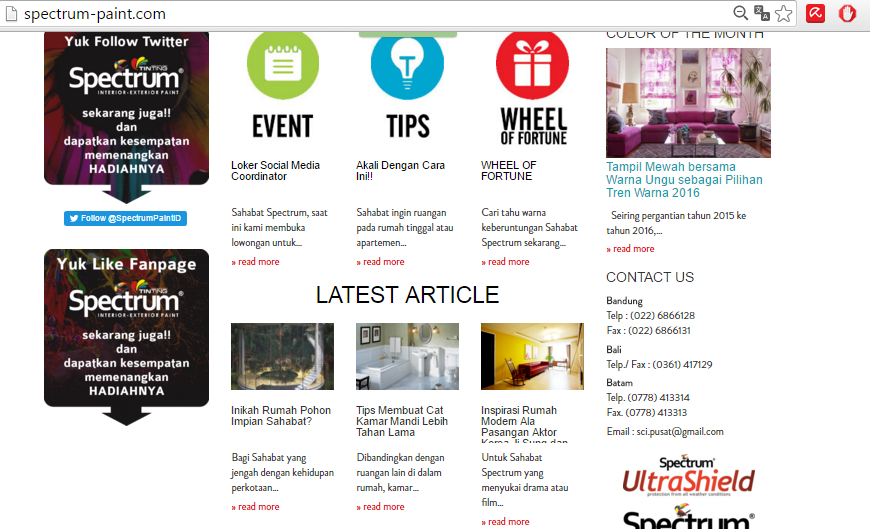 spectrum-paint.com
Yuk Follow Twitter
TINTING
Spectrum®
INTERIOR-EXTERIOR PAINT
sekarang juga!!
dan
dapatkan kesempatan
memenangkan
HADIAHNYA
Follow @SpectrumPaintID
Yuk Like Fanpage
TINTING
Spectrum®
INTERIOR-EXTERIOR PAINT
sekarang juga!!
dan
dapatkan kesempatan
memenangkan
HADIAHNYA
EVENT
Loker Social Media
Coordinator
Sahabat Spectrum, saat
ini kami membuka
lowongan untuk...
» read more
TIPS
Akali Dengan Cara
Ini!!
Sahabat ingin ruangan
pada rumah tinggal atau
apartemen...
» read more
WHEEL
OF FORTUNE
WHEEL OF
FORTUNE
Cari tahu warna
keberuntungan Sahabat
Spectrum sekarang...
» read more
LATEST ARTICLE
Inikah Rumah Pohon
Impian Sahabat?
Bagi Sahabat yang
jengah dengan kehidupan
perkotaan...
» read more
Tips Membuat Cat
Kamar Mandi Lebih
Tahan Lama
Dibandingkan dengan
ruangan lain di dalam
rumah, kamar...
» read more
Inspirasi Rumah
Modern Ala
Pasangan Aktor
Korea Ji Sung dan
Untuk Sahabat
Spectrum yang
menyukai drama atau
film...
» read more
COLOR OF THE MONTH
Tampil Mewah bersama
Warna Ungu sebagai Pilihan
Tren Warna 2016
Seiring pergantian tahun 2015 ke
tahun 2016,...
» read more
CONTACT US
Bandung
Telp : (022) 6866128
Fax : (022) 6866131
Bali
Telp./ Fax : (0361) 417129
Batam
Telp. (0778) 413314
Fax. (0778) 413313
Email : sci.pusat@gmail.com
Spectrum®
UltraShield
protection from all weather conditions
Spectrum